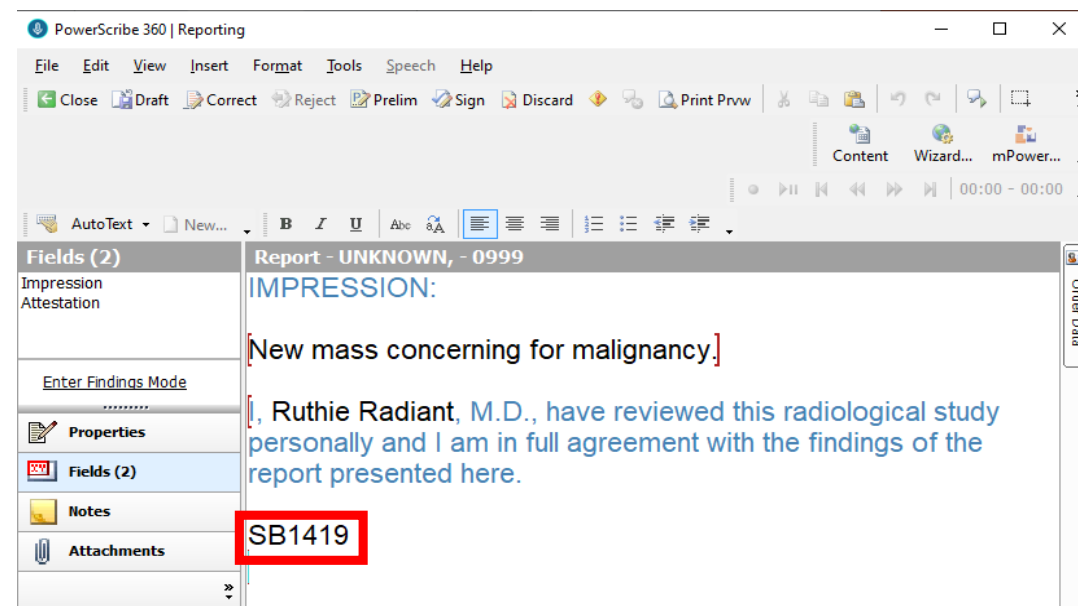 PowerScribe 360 | Reporting
File Edit View Insert Format Tools Speech Help
Close Draft Correct Reject Prelim Sign Discard Print Prvw
Content Wizard... mPower...
00:00 - 00:00
AutoText New... B I U Abc
Fields (2)
Impression
Attestation
Enter Findings Mode
Properties
Fields (2)
Notes
Attachments
Report - UNKNOWN, - 0999
IMPRESSION:
[New mass concerning for malignancy.]
[I, Ruthie Radiant, M.D., have reviewed this radiological study
personally and I am in full agreement with the findings of the
report presented here.
SB1419
Order Data